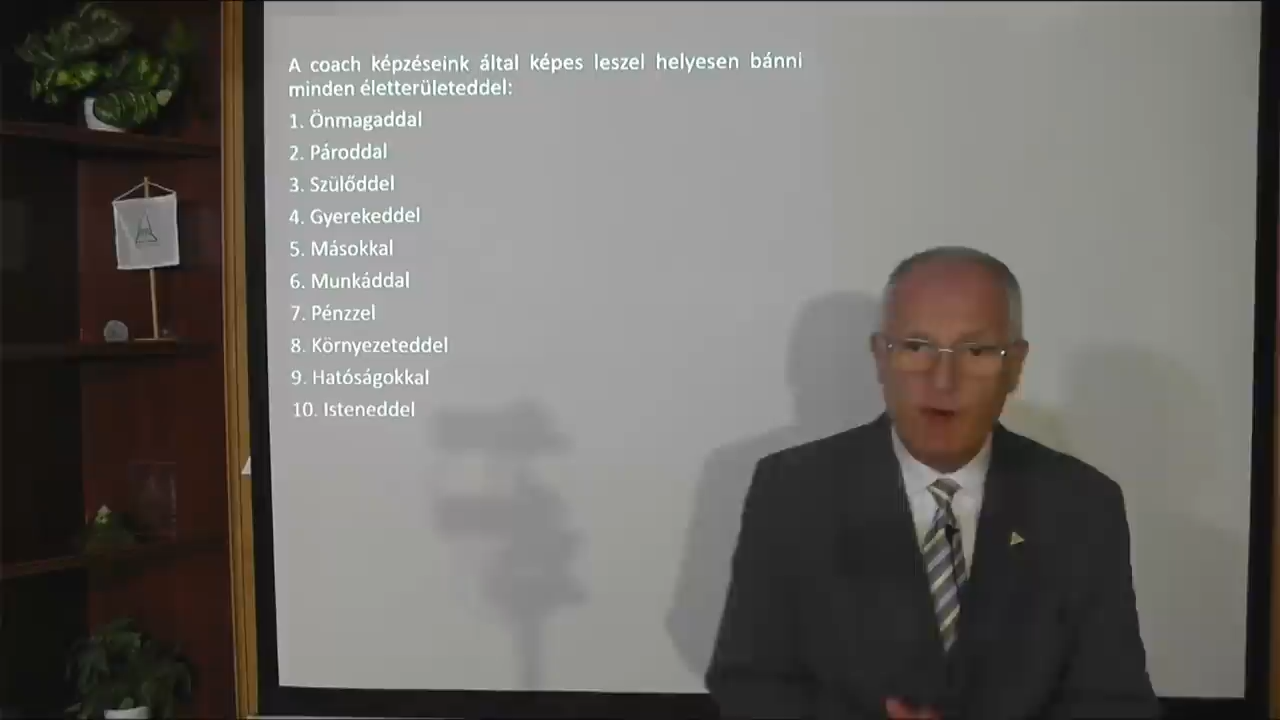 A coach képzéseink által képes leszel helyesen bánni
minden életterületeddel:
1. Önmagaddal
2. Pároddal
3. Szülőddel
4. Gyerekeddel
5. Másokkal
6. Munkáddal
7. Pénzzel
8. Környezeteddel
9. Hatóságokkal
10. Isteneddel